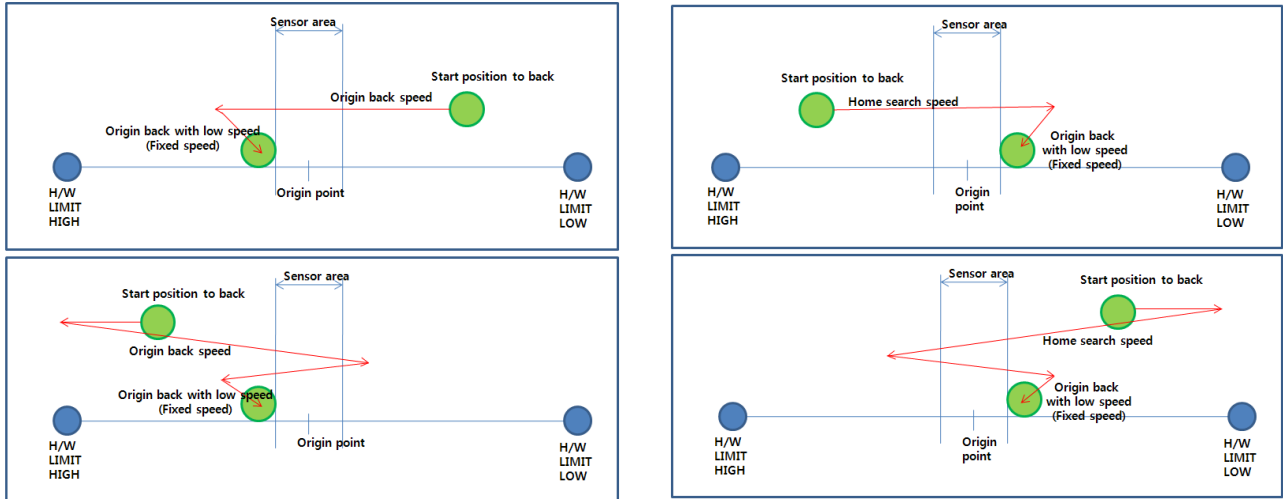 Sensor area
Start position to back
Origin back speed
Origin back with low speed
(Fixed speed)
Origin point
H/W
LIMIT
HIGH
H/W
LIMIT
LOW
Sensor area
Start position to back
Home search speed
Origin back
with low speed
(Fixed speed)
Origin
point
H/W
LIMIT
HIGH
H/W
LIMIT
LOW
Sensor area
Start position to back
Origin back speed
Origin back with low speed
(Fixed speed)
Origin point
H/W
LIMIT
HIGH
H/W
LIMIT
LOW
Sensor area
Start position to back
Home search speed
Origin back
with low speed
(Fixed speed)
Origin
point
H/W
LIMIT
HIGH
H/W
LIMIT
LOW